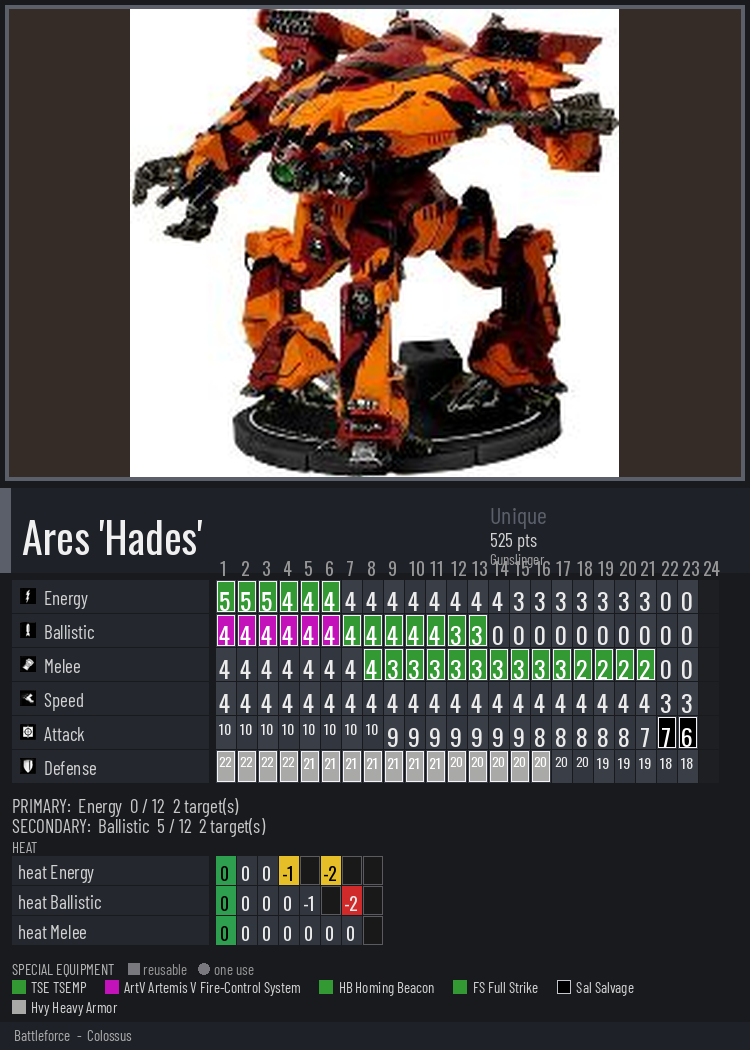 Ares 'Hades'
Unique
525 pts
Gunslinger
1 2 3 4 5 6 7 8 9 10 11 12 13 14 15 16 17 18 19 20 21 22 23 24
Energy 5 5 5 4 4 4 4 4 4 4 4 4 4 4 3 3 3 3 3 3 3 0 0
Ballistic 4 4 4 4 4 4 4 4 4 4 4 3 3 0 0 0 0 0 0 0 0 0 0
Melee 4 4 4 4 4 4 4 4 3 3 3 3 3 3 3 3 3 2 2 2 2 0 0
Speed 4 4 4 4 4 4 4 4 4 4 4 4 4 4 4 4 4 4 4 4 4 3 3
Attack 10 10 10 10 10 10 10 10 9 9 9 9 9 9 9 8 8 8 8 8 7 7 6
Defense 22 22 22 22 21 21 21 21 21 21 21 20 20 20 20 20 20 20 19 19 19 18 18
PRIMARY: Energy 0 / 12 2 target(s)
SECONDARY: Ballistic 5 / 12 2 target(s)
HEAT
heat Energy 0 0 0 -1 -2
heat Ballistic 0 0 0 0 -1 -2
heat Melee 0 0 0 0 0 0 0
SPECIAL EQUIPMENT reusable one use
TSE TSEMP ArtV Artemis V Fire-Control System HB Homing Beacon FS Full Strike Sal Salvage
Hvy Heavy Armor
Battleforce - Colossus